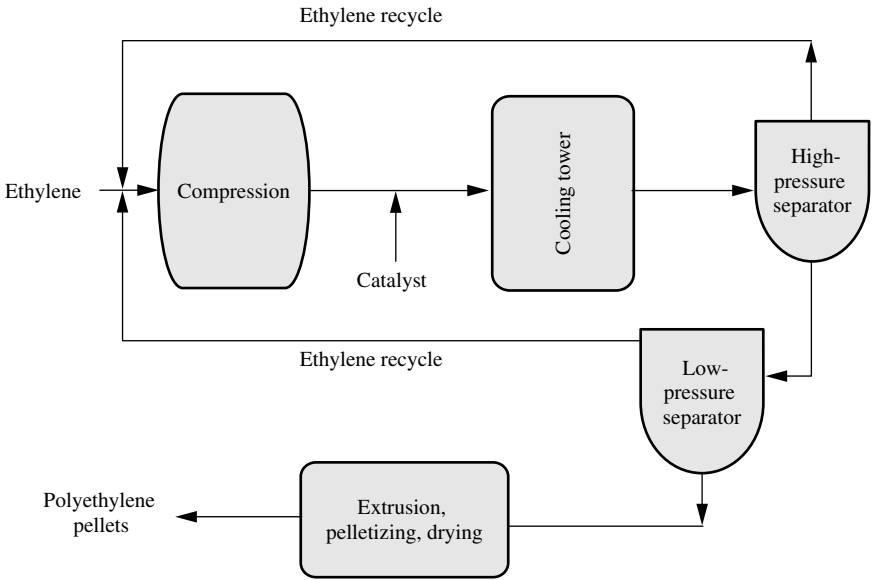 Ethylene recycle
Ethylene
Compression
Catalyst
Cooling tower
High-
pressure
separator
Ethylene recycle
Low-
pressure
separator
Extrusion,
pelletizing, drying
Polyethylene
pellets